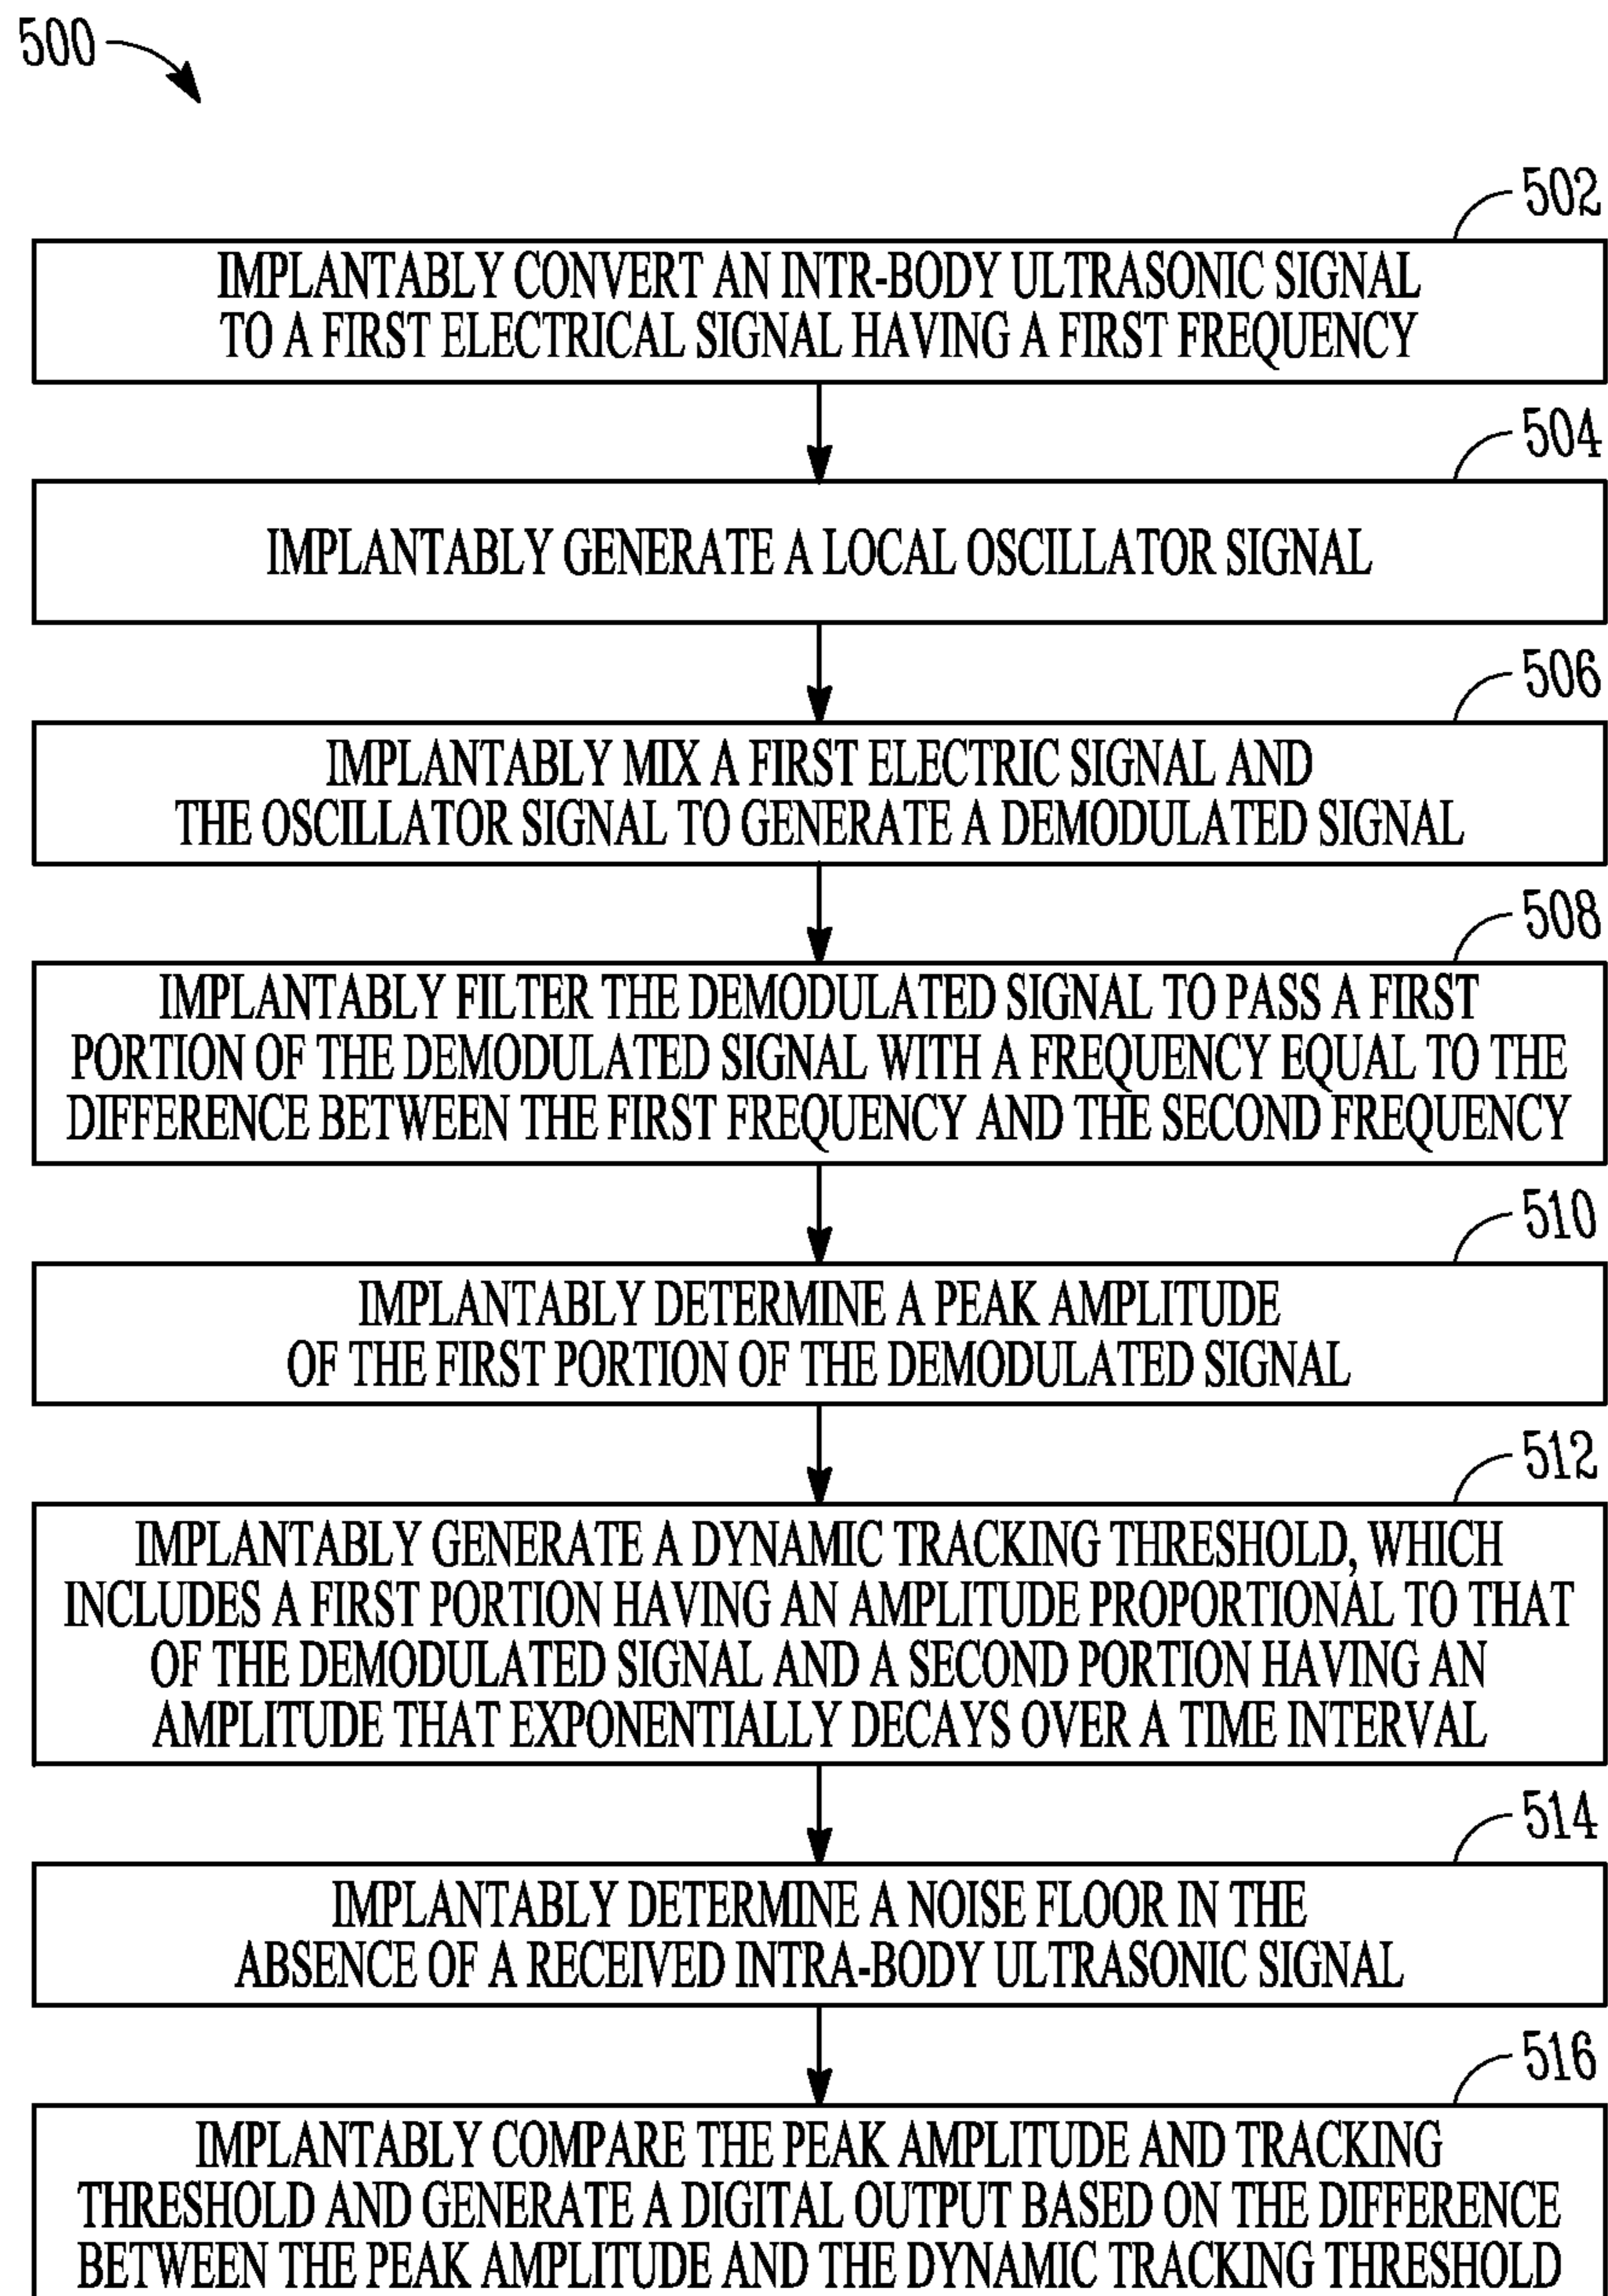 500
502
IMPLANTABLY CONVERT AN INTR-BODY ULTRASONIC SIGNAL
TO A FIRST ELECTRICAL SIGNAL HAVING A FIRST FREQUENCY
504
IMPLANTABLY GENERATE A LOCAL OSCILLATOR SIGNAL
506
IMPLANTABLY MIX A FIRST ELECTRIC SIGNAL AND
THE OSCILLATOR SIGNAL TO GENERATE A DEMODULATED SIGNAL
508
IMPLANTABLY FILTER THE DEMODULATED SIGNAL TO PASS A FIRST
PORTION OF THE DEMODULATED SIGNAL WITH A FREQUENCY EQUAL TO THE
DIFFERENCE BETWEEN THE FIRST FREQUENCY AND THE SECOND FREQUENCY
510
IMPLANTABLY DETERMINE A PEAK AMPLITUDE
OF THE FIRST PORTION OF THE DEMODULATED SIGNAL
512
IMPLANTABLY GENERATE A DYNAMIC TRACKING THRESHOLD, WHICH
INCLUDES A FIRST PORTION HAVING AN AMPLITUDE PROPORTIONAL TO THAT
OF THE DEMODULATED SIGNAL AND A SECOND PORTION HAVING AN
AMPLITUDE THAT EXPONENTIALLY DECAYS OVER A TIME INTERVAL
514
IMPLANTABLY DETERMINE A NOISE FLOOR IN THE
ABSENCE OF A RECEIVED INTRA-BODY ULTRASONIC SIGNAL
516
IMPLANTABLY COMPARE THE PEAK AMPLITUDE AND TRACKING
THRESHOLD AND GENERATE A DIGITAL OUTPUT BASED ON THE DIFFERENCE
BETWEEN THE PEAK AMPLITUDE AND THE DYNAMIC TRACKING THRESHOLD